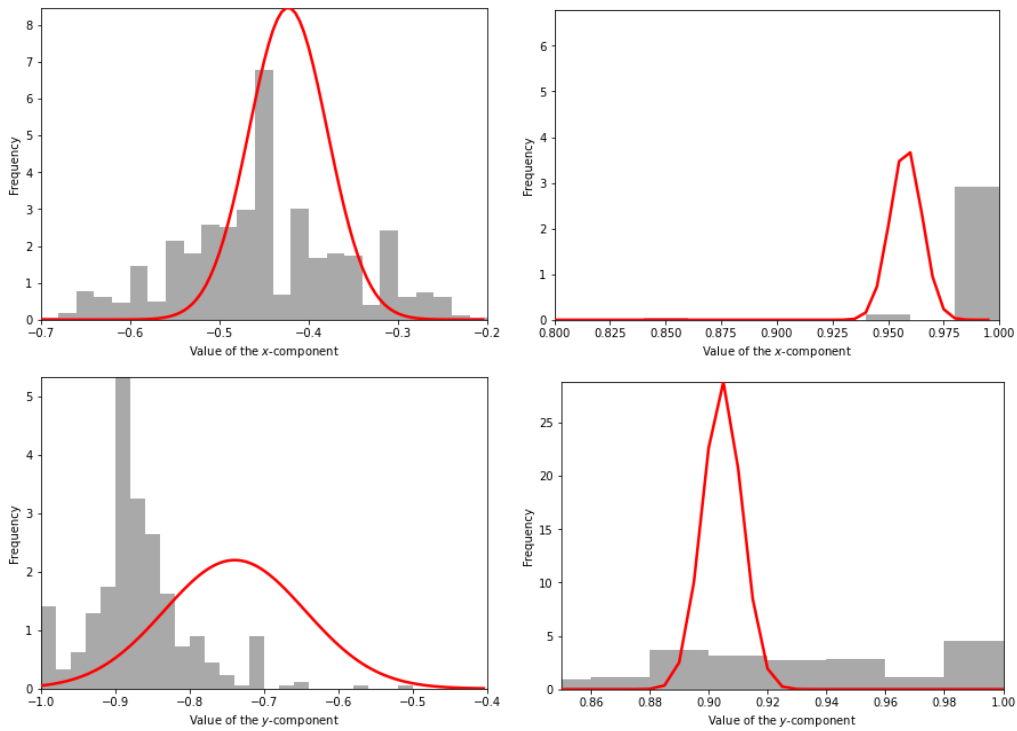 8
7
6
5
4
3
2
1
0
Frequency
−0.7 −0.6 −0.5 −0.4 −0.3 −0.2
Value of the x-component
6
5
4
3
2
1
0
Frequency
0.800 0.825 0.850 0.875 0.900 0.925 0.950 0.975 1.000
Value of the x-component
5
4
3
2
1
0
Frequency
−1.0 −0.9 −0.8 −0.7 −0.6 −0.5 −0.4
Value of the y-component
25
20
15
10
5
0
Frequency
0.86 0.88 0.90 0.92 0.94 0.96 0.98 1.00
Value of the y-component